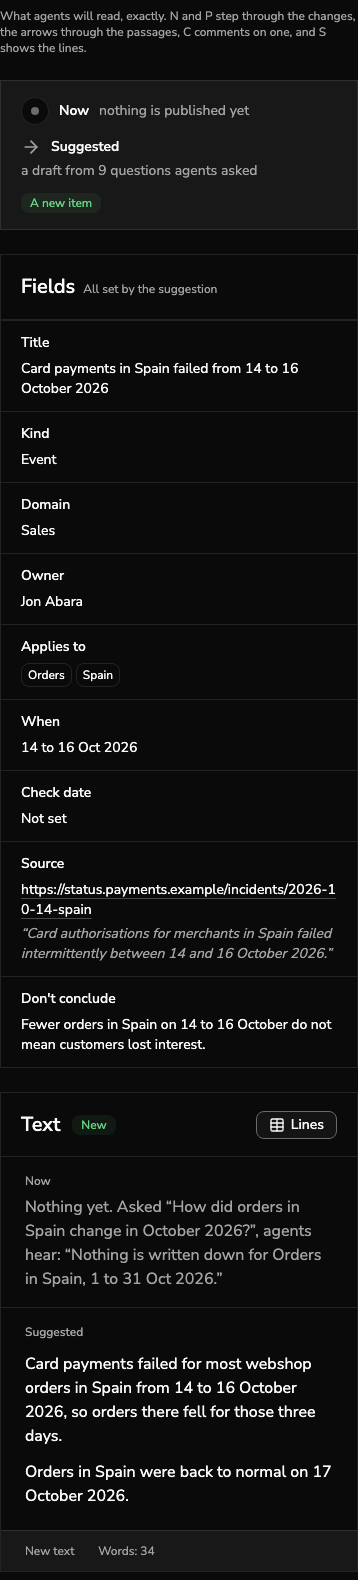 What agents will read, exactly. N and P step through the changes,
the arrows through the passages, C comments on one, and S
shows the lines.
Now nothing is published yet
Suggested
a draft from 9 questions agents asked
A new item
Fields All set by the suggestion
Title
Card payments in Spain failed from 14 to 16
October 2026
Kind
Event
Domain
Sales
Owner
Jon Abara
Applies to
Orders Spain
When
14 to 16 Oct 2026
Check date
Not set
Source
https://status.payments.example/incidents/2026-1
0-14-spain
“Card authorisations for merchants in Spain failed
intermittently between 14 and 16 October 2026.”
Don't conclude
Fewer orders in Spain on 14 to 16 October do not
mean customers lost interest.
Text New Lines
Now
Nothing yet. Asked “How did orders in
Spain change in October 2026?”, agents
hear: “Nothing is written down for Orders
in Spain, 1 to 31 Oct 2026.”
Suggested
Card payments failed for most webshop
orders in Spain from 14 to 16 October
2026, so orders there fell for those three
days.
Orders in Spain were back to normal on 17
October 2026.
New text Words: 34